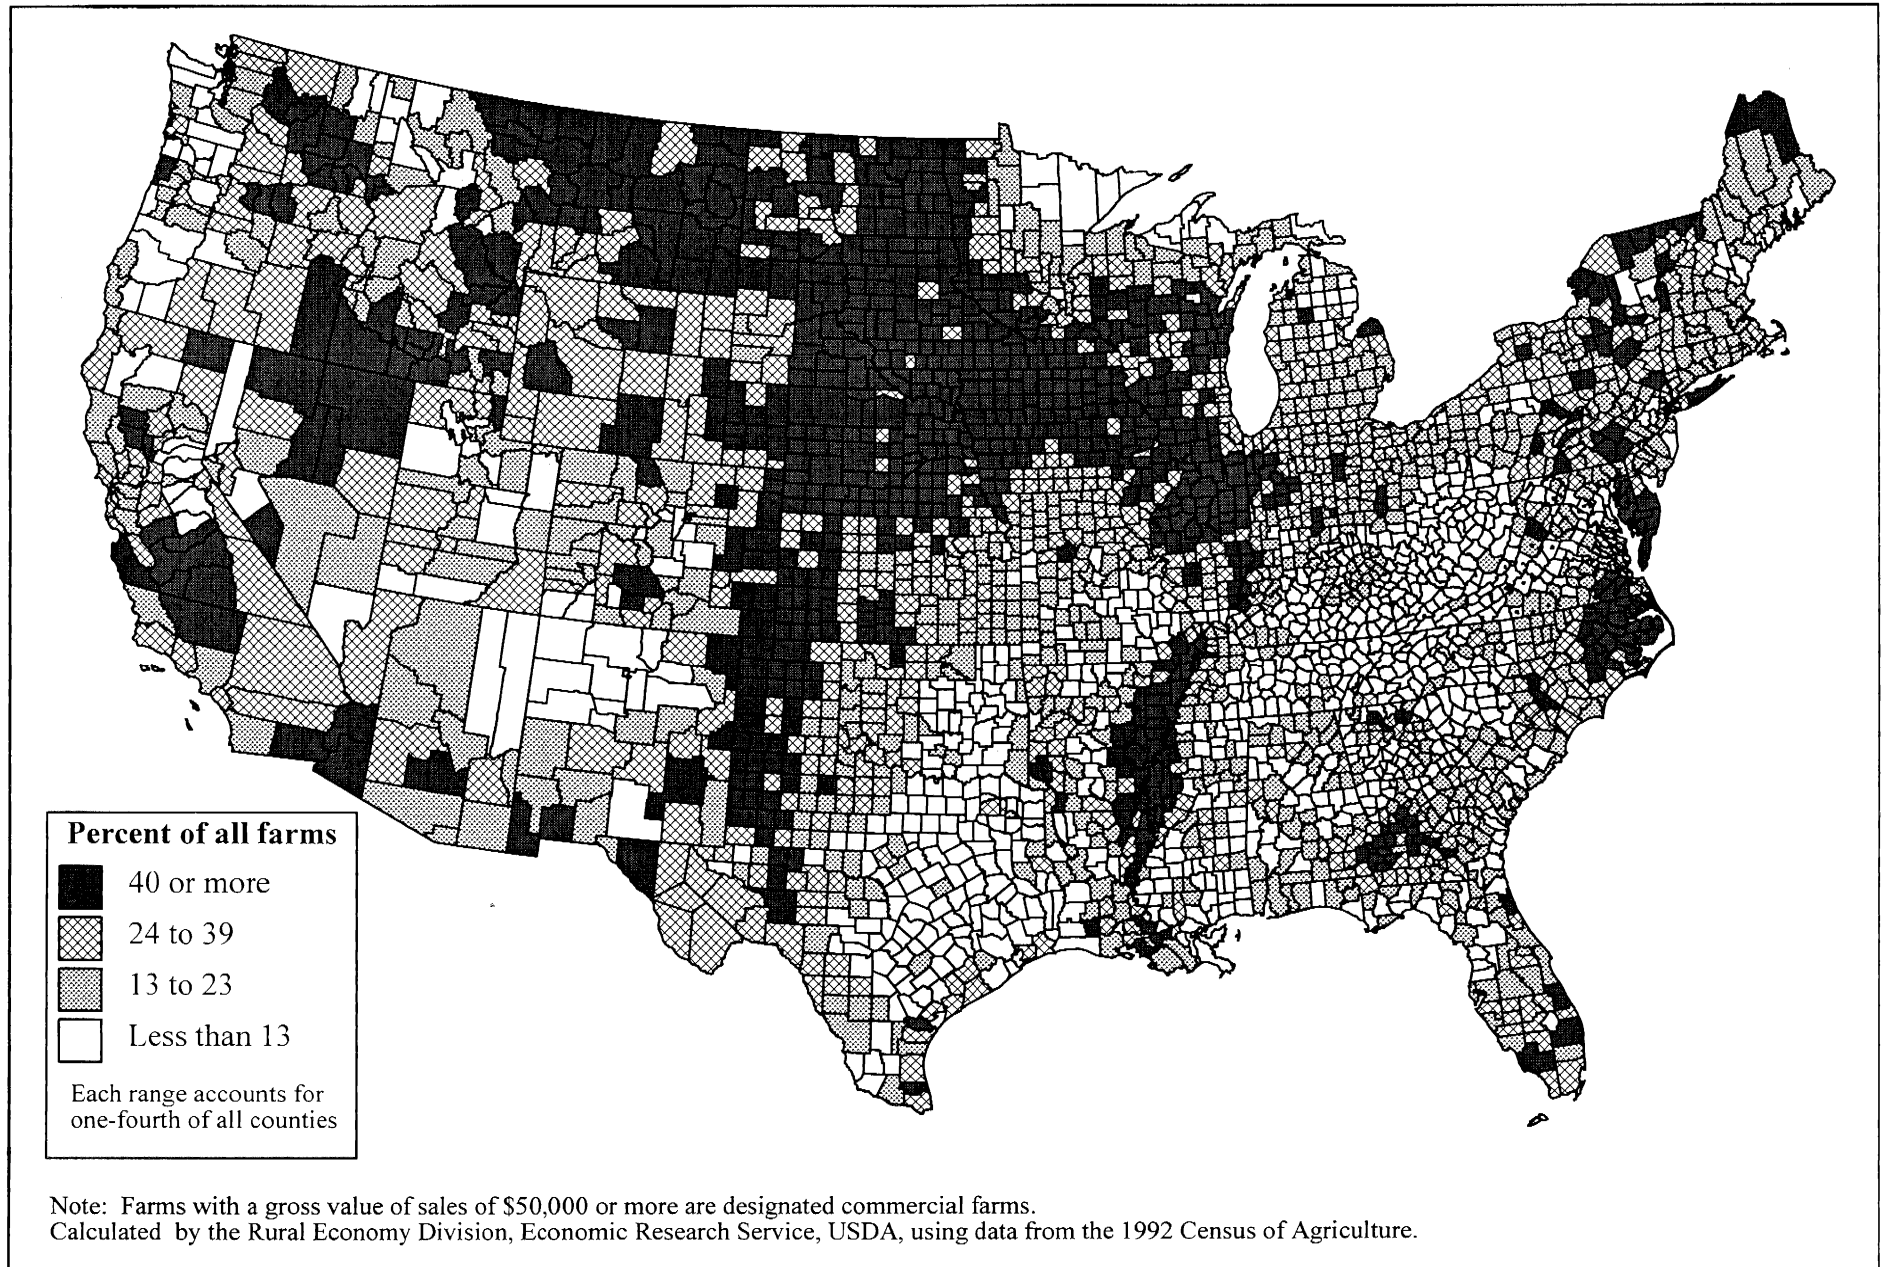 Percent of all farms
40 or more
24 to 39
13 to 23
Less than 13
Each range accounts for
one-fourth of all counties
Note: Farms with a gross value of sales of $50,000 or more are designated commercial farms.
Calculated by the Rural Economy Division, Economic Research Service, USDA, using data from the 1992 Census of Agriculture.